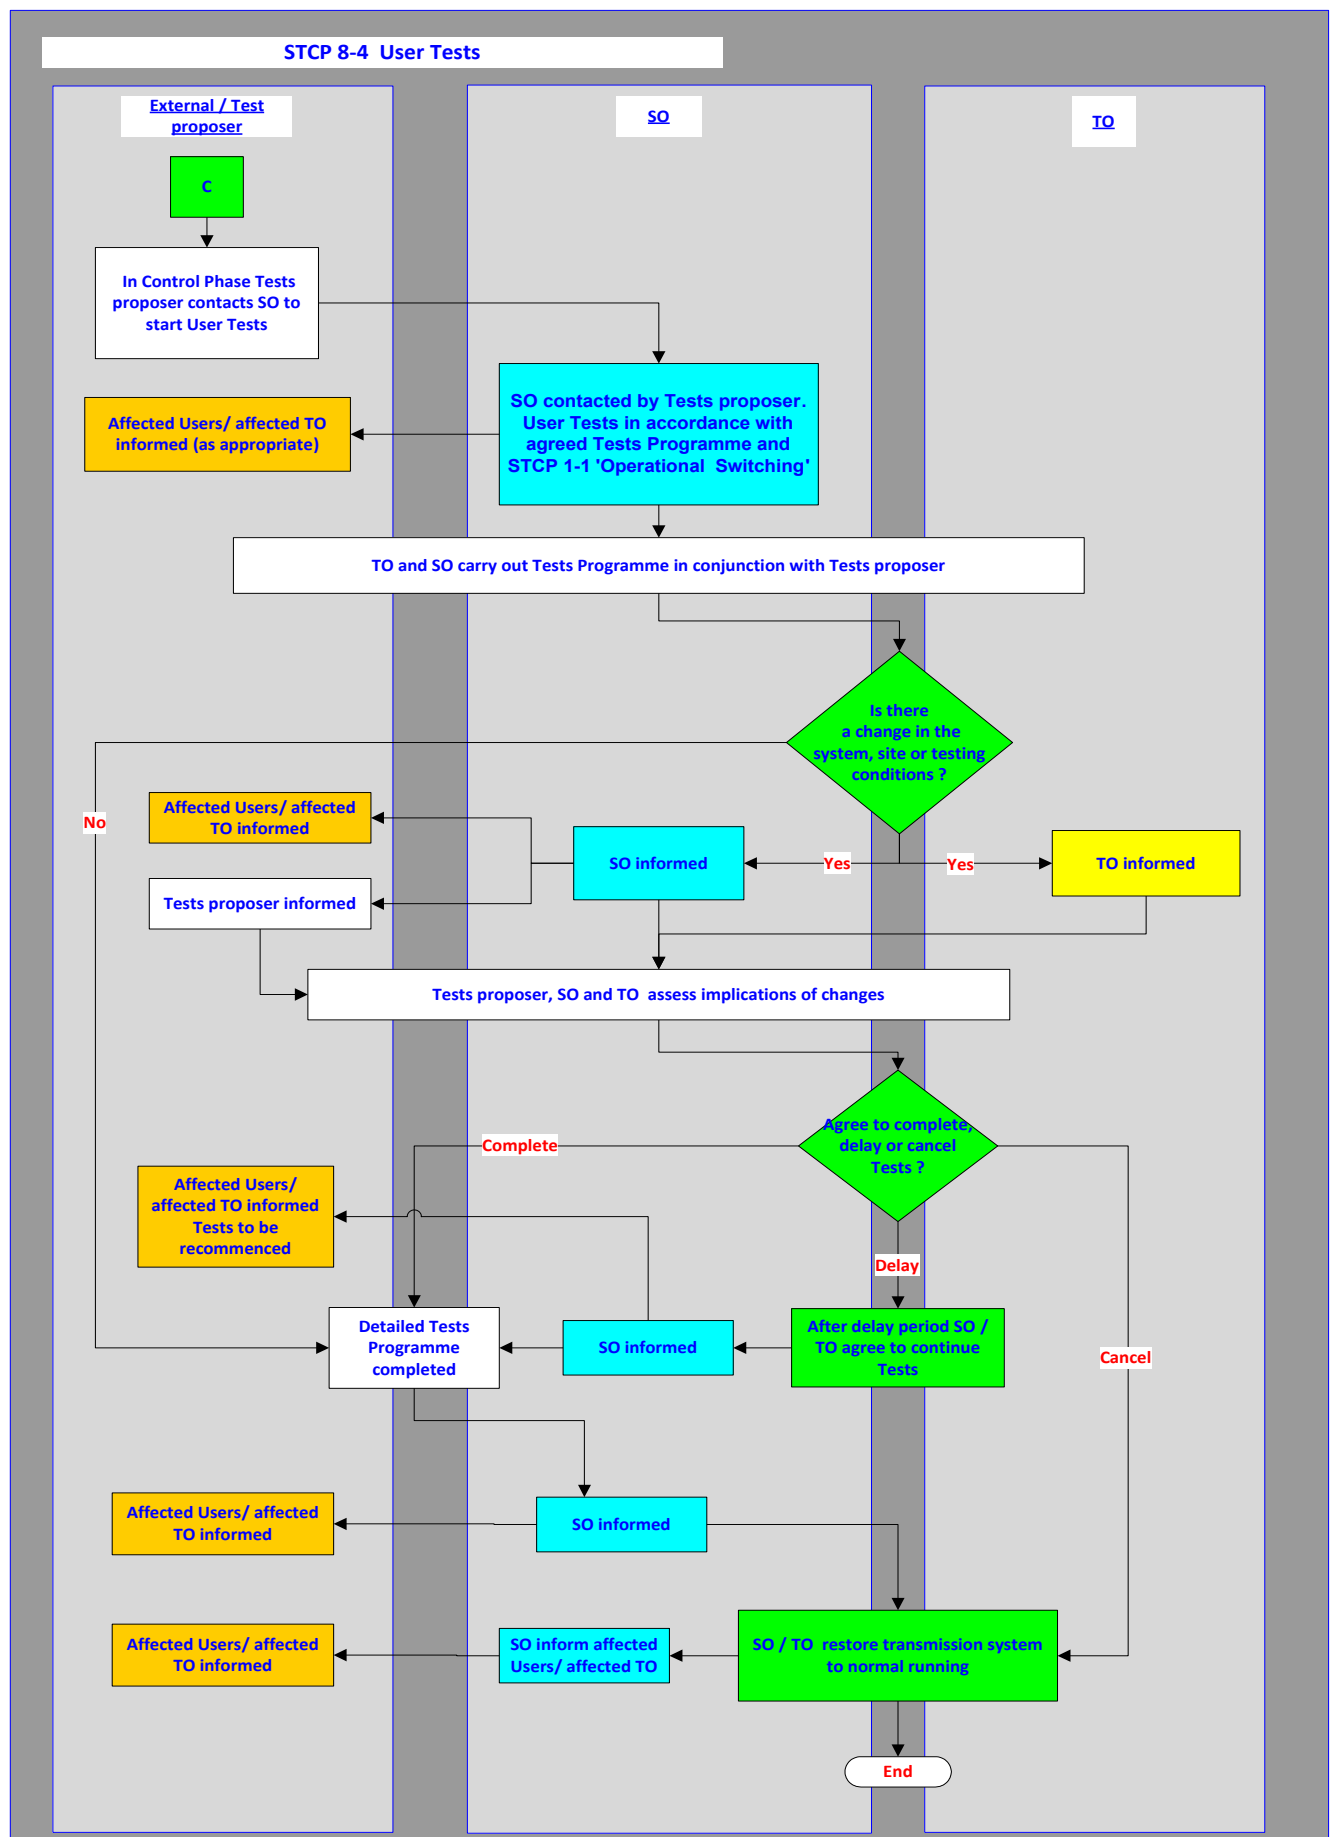 STCP 8-4  User Tests
External / Test
proposer
SO
TO
C
In Control Phase Tests
proposer contacts SO to
start User Tests
SO contacted by Tests proposer.
User Tests in accordance with
agreed Tests Programme and
STCP 1-1 'Operational  Switching'
Affected Users/ affected TO
informed (as appropriate)
TO and SO carry out Tests Programme in conjunction with Tests proposer
Is there
a change in the
system, site or testing
conditions ?
No
Affected Users/ affected
TO informed
SO informed
Yes
Yes
TO informed
Tests proposer informed
Tests proposer, SO and TO  assess implications of changes
Agree to complete,
delay or cancel
Tests ?
Complete
Affected Users/
affected TO informed
Tests to be
recommenced
Delay
Detailed Tests
Programme
completed
SO informed
After delay period SO /
TO agree to continue
Tests
Cancel
Affected Users/ affected
TO informed
SO informed
Affected Users/ affected
TO informed
SO inform affected
Users/ affected TO
SO / TO  restore transmission system
to normal running
End